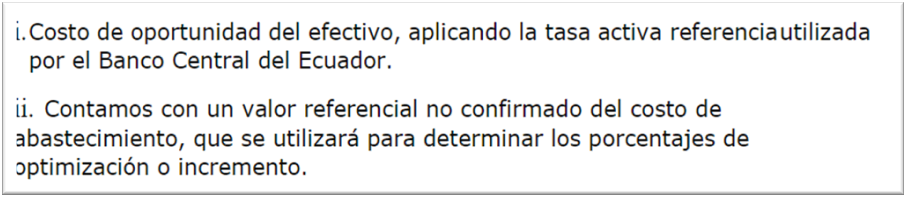 i. Costo de oportunidad del efectivo, aplicando la tasa activa referenciautilizada
por el Banco Central del Ecuador.
ii. Contamos con un valor referencial no confirmado del costo de
abastecimiento, que se utilizará para determinar los porcentajes de
optimización o incremento.